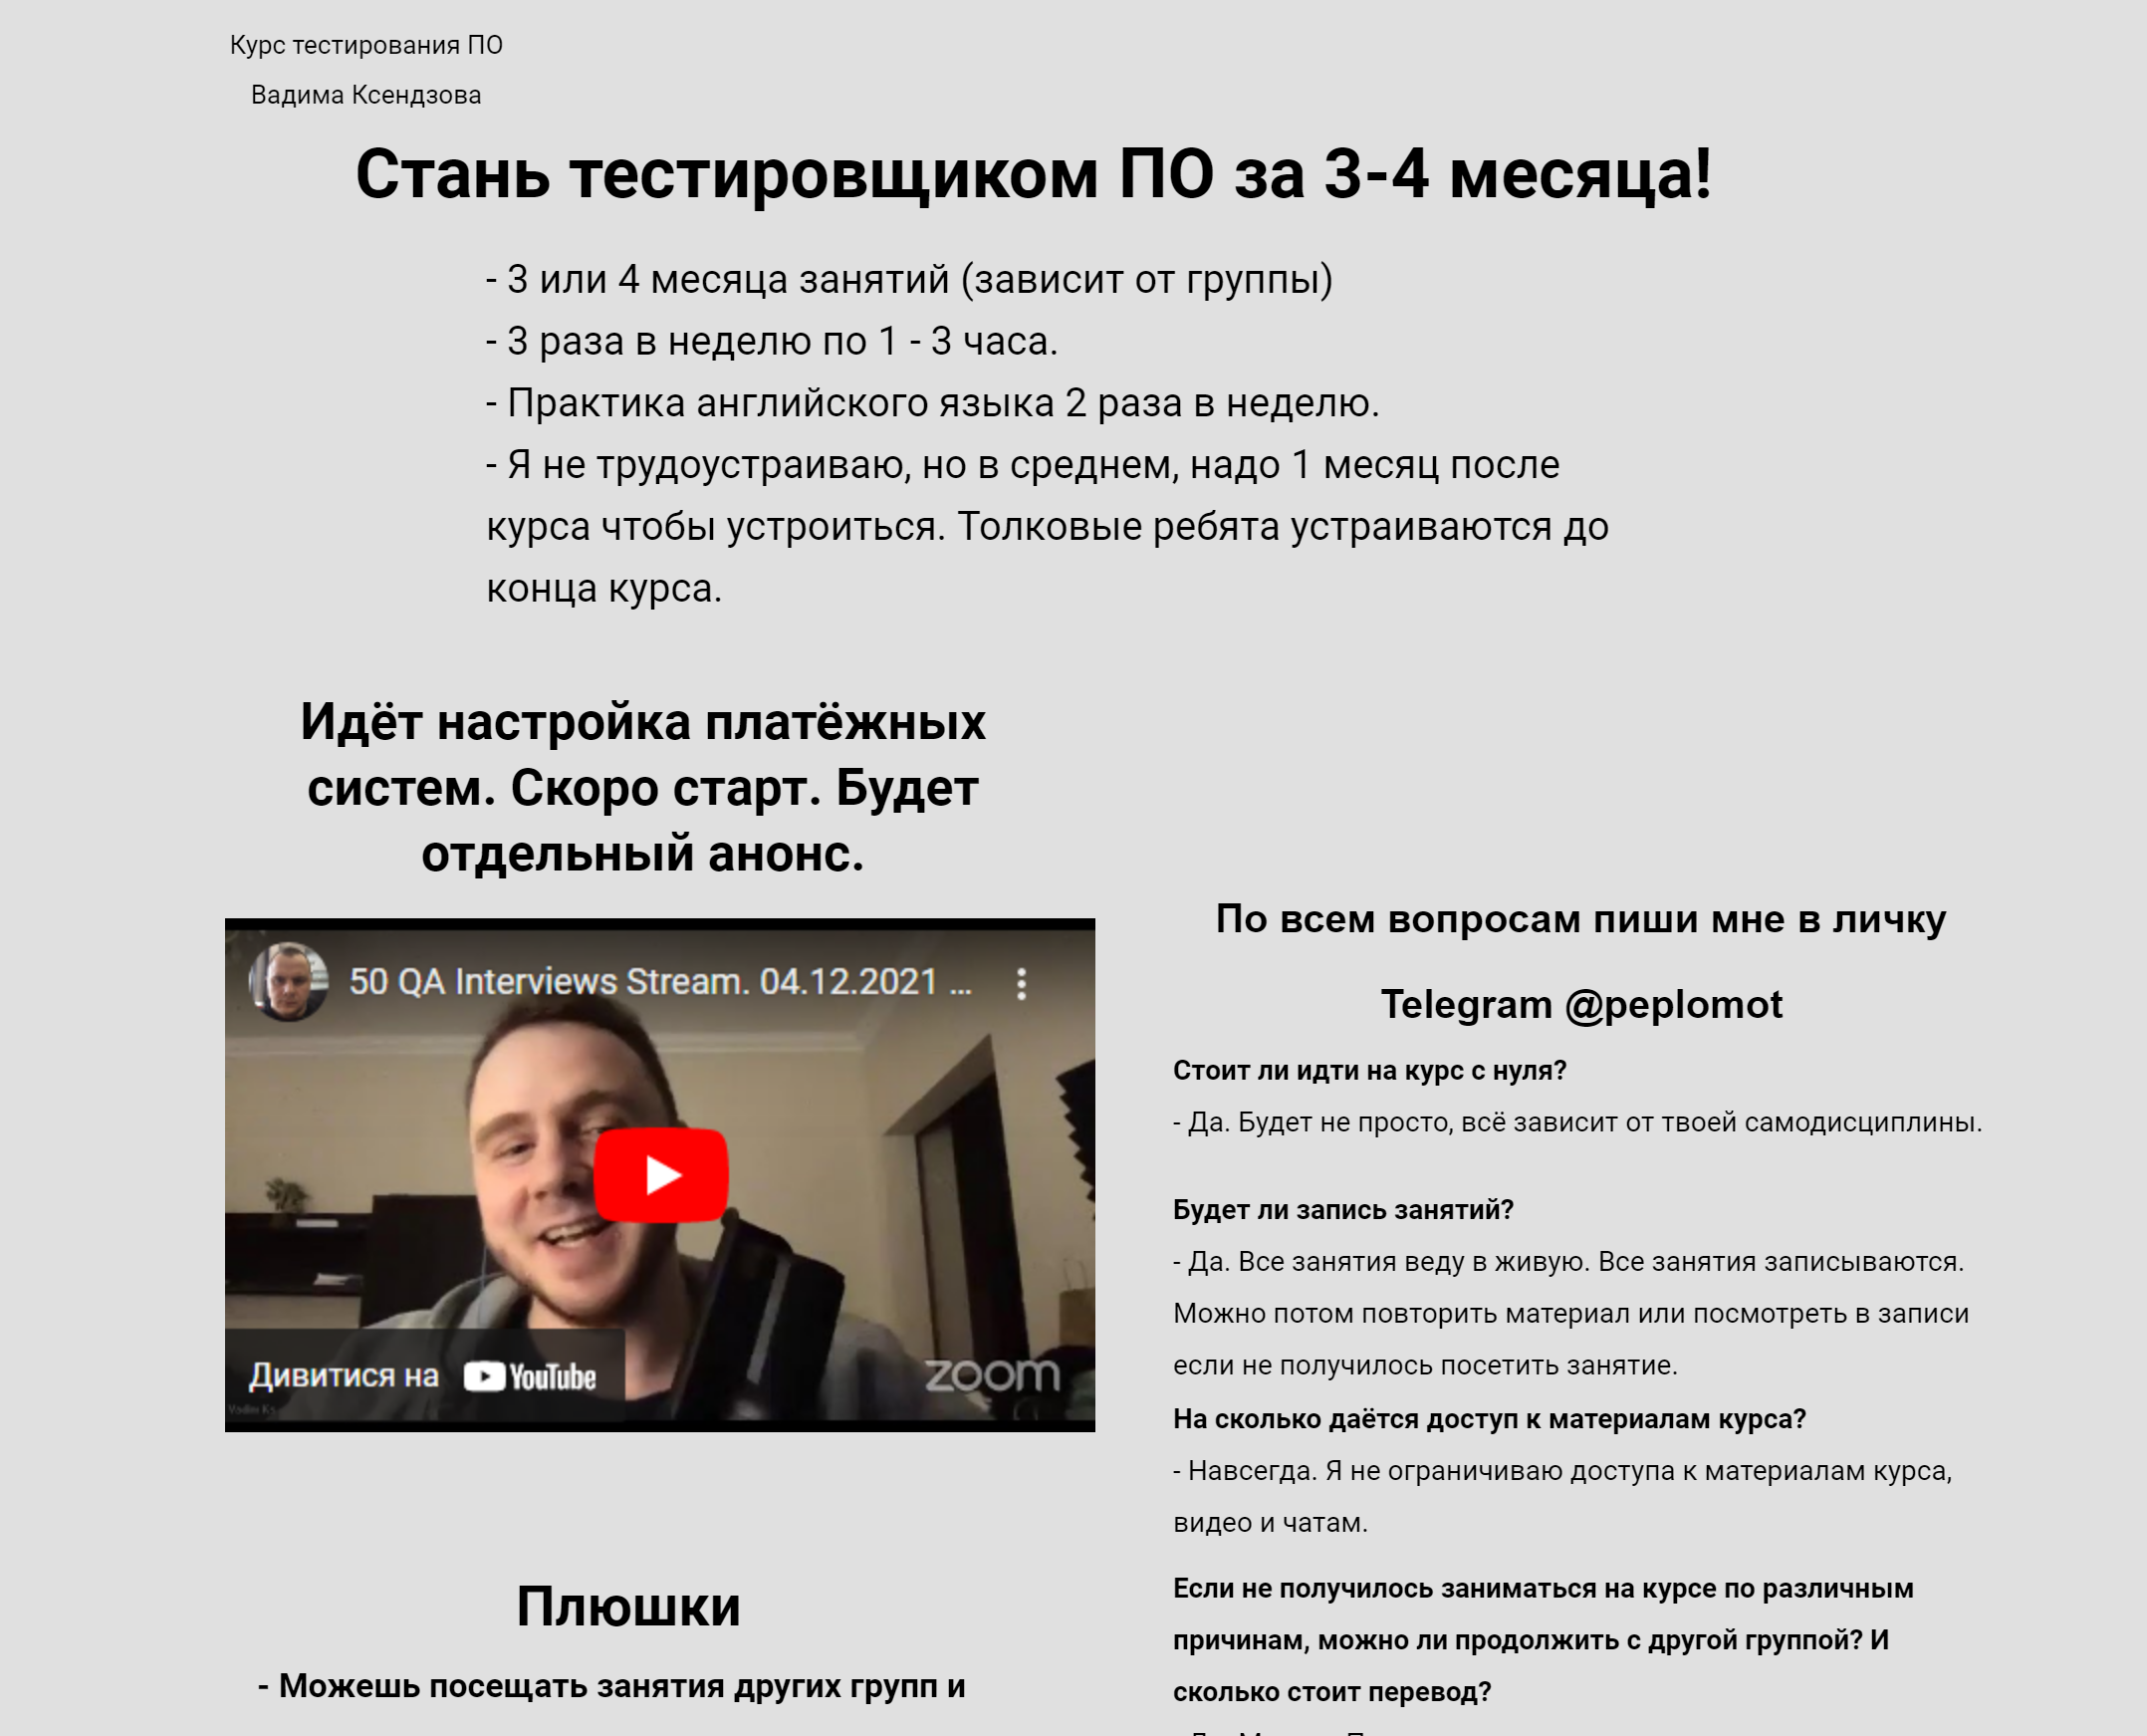 Курс тестирования ПО
Вадима Ксендзова
Стань тестировщиком ПО за 3-4 месяца!
- 3 или 4 месяца занятий (зависит от группы)
- 3 раза в неделю по 1 - 3 часа.
- Практика английского языка 2 раза в неделю.
- Я не трудоустраиваю, но в среднем, надо 1 месяц после
курса чтобы устроиться. Толковые ребята устраиваются до
конца курса.
Идёт настройка платёжных
систем. Скоро старт. Будет
отдельный анонс.
50 QA Interviews Stream. 04.12.2021 ...
Дивитися на YouTube
zoom
Плюшки
- Можешь посещать занятия других групп и
По всем вопросам пиши мне в личку
Telegram @peplomot
Стоит ли идти на курс с нуля?
- Да. Будет не просто, всё зависит от твоей самодисциплины.
Будет ли запись занятий?
- Да. Все занятия веду в живую. Все занятия записываются.
Можно потом повторить материал или посмотреть в записи
если не получилось посетить занятие.
На сколько даётся доступ к материалам курса?
- Навсегда. Я не ограничиваю доступа к материалам курса,
видео и чатам.
Если не получилось заниматься на курсе по различным
причинам, можно ли продолжить с другой группой? И
сколько стоит перевод?